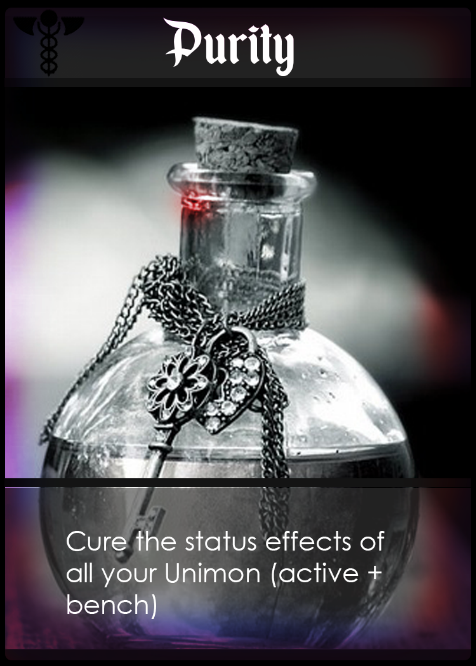 Purity
Cure the status effects of
all your Unimon (active +
bench)